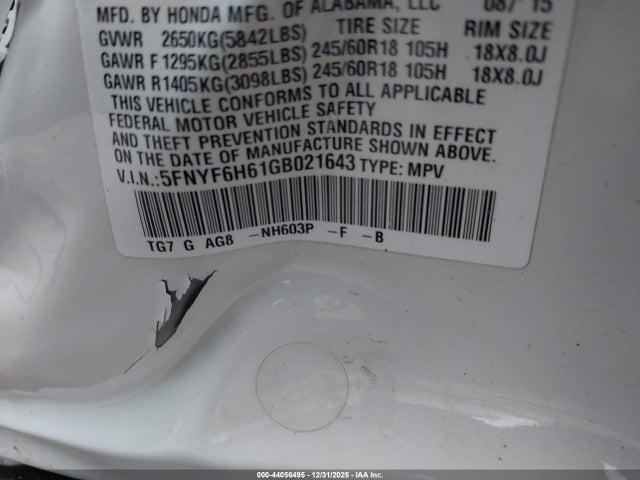 MFD. BY HONDA MFG. OF ALABAMA, LLC 08/ 15
GVWR 2650KG(5842LBS) TIRE SIZE RIM SIZE
GAWR F1295KG(2855LBS) 245/60R18 105H 18X8.0J
GAWR R1405KG(3098LBS) 245/60R18 105H 18X8.0J
THIS VEHICLE CONFORMS TO ALL APPLICABLE
FEDERAL MOTOR VEHICLE SAFETY
AND THEFT PREVENTION STANDARDS IN EFFECT
ON THE DATE OF MANUFACTURE SHOWN ABOVE.
V.I.N.:5FNYF6H61GB021643 TYPE: MPV
TG7 G AG8 -NH603P -F -B
000-44056495 - 12/31/2025 - IAA Inc.